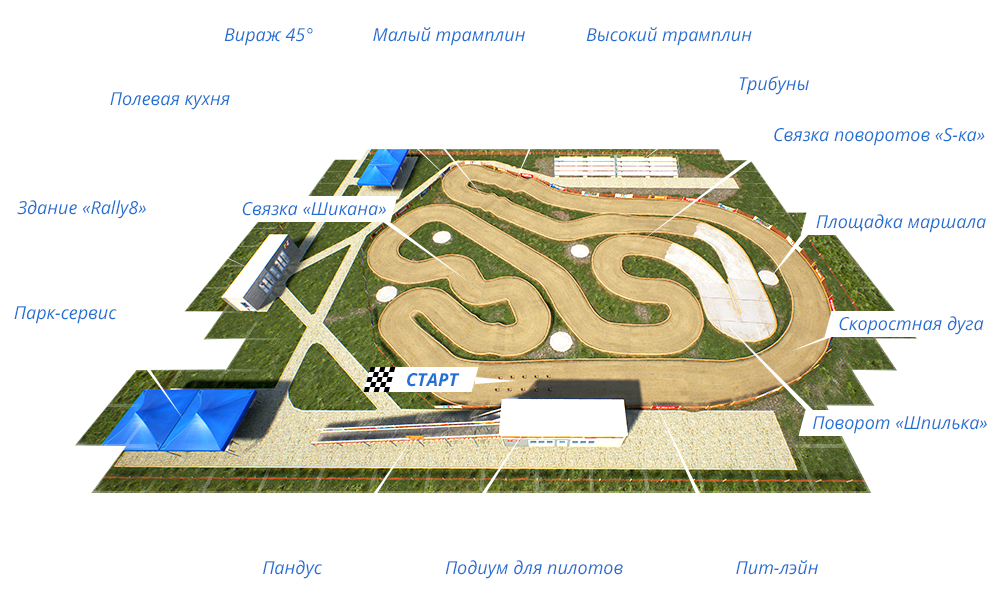 Вираж 45°
Малый трамплин
Высокий трамплин
Трибуны
Полевая кухня
Связка поворотов «S-ка»
Здание «Rally8»
Связка «Шикана»
Площадка маршала
Парк-сервис
Скоростная дуга
СТАРТ
Поворот «Шпилька»
Пандус
Подиум для пилотов
Пит-лэйн